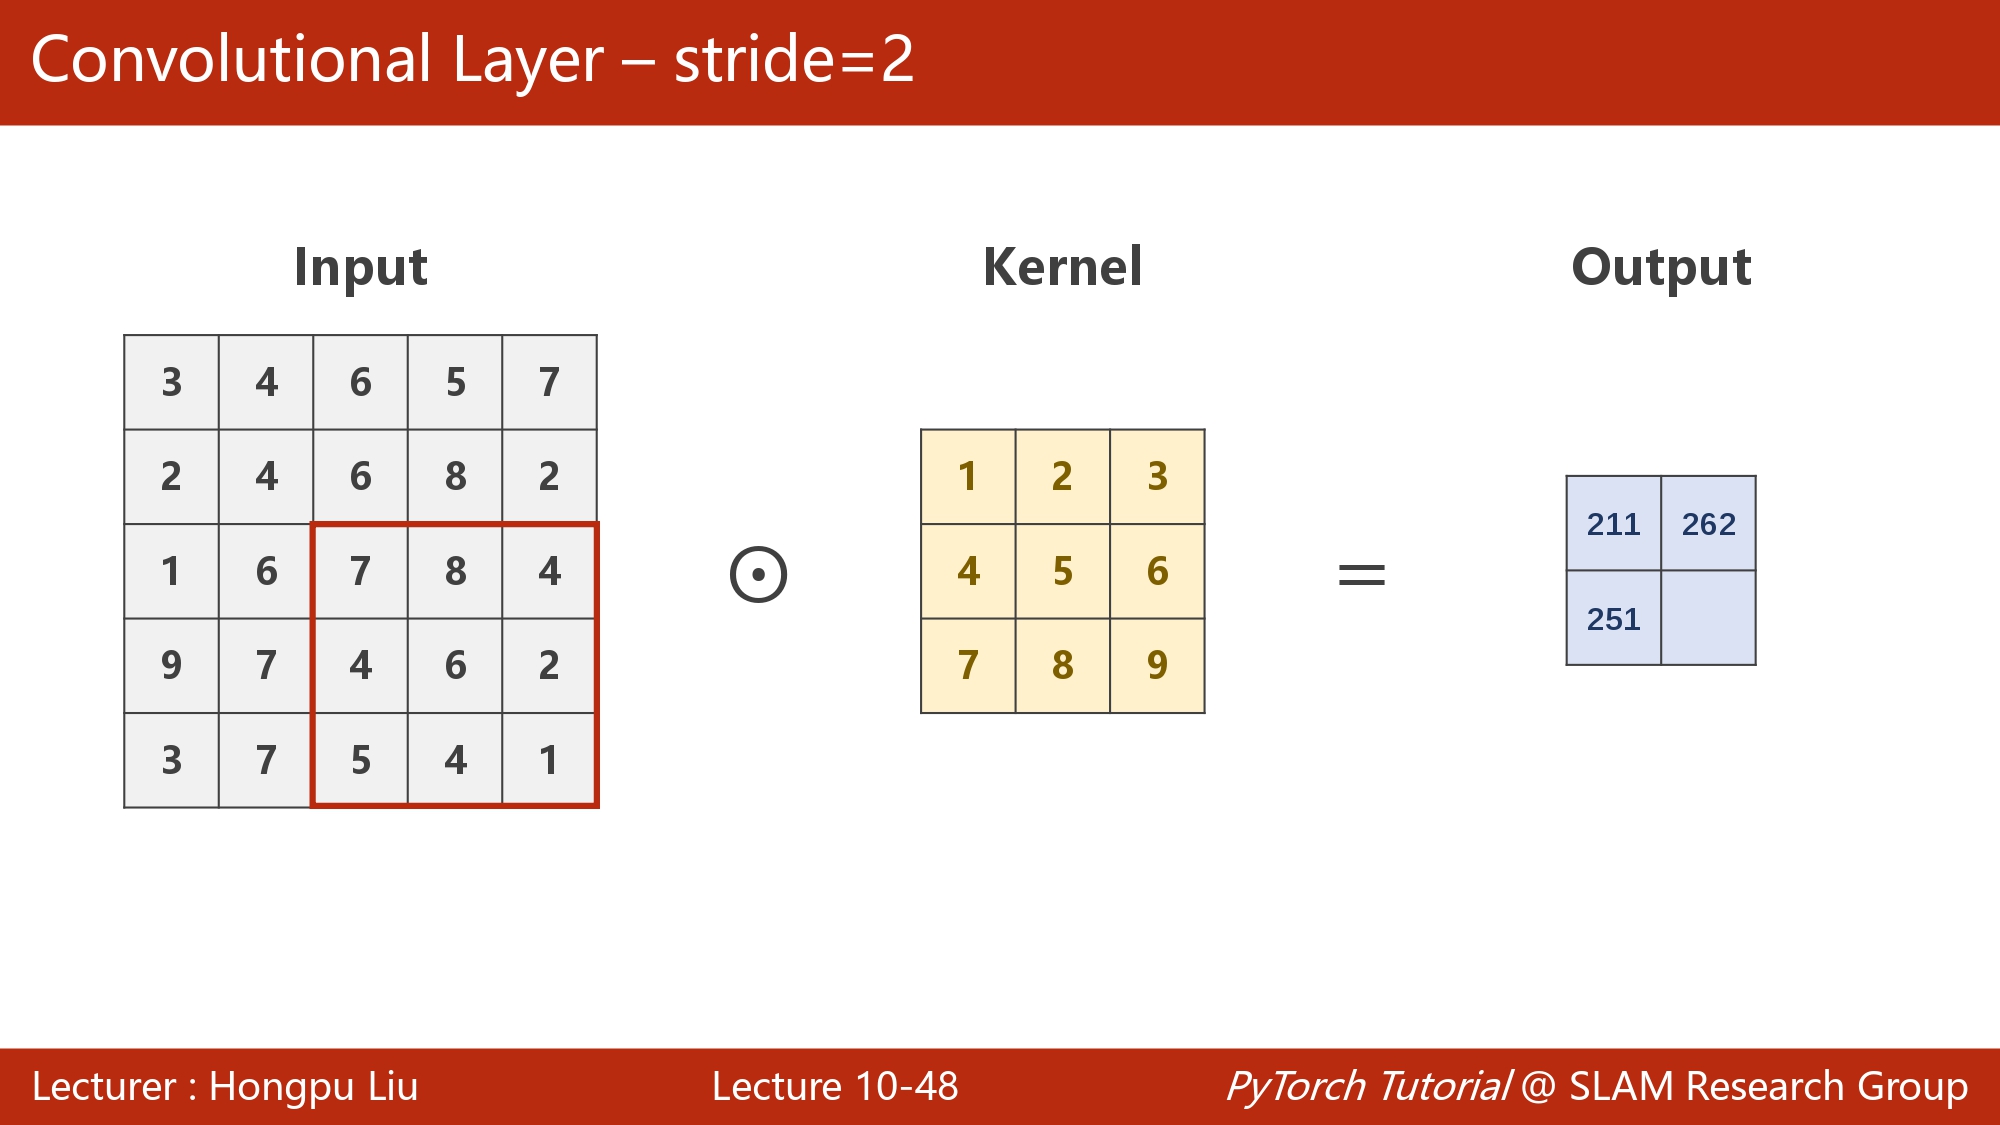 Convolutional Layer – stride=2
Input
Kernel
Output
3 4 6 5 7
2 4 6 8 2
1 6 7 8 4
9 7 4 6 2
3 7 5 4 1
⊙
1 2 3
4 5 6
7 8 9
=
211 262
251
Lecturer : Hongpu Liu
Lecture 10-48
PyTorch Tutorial @ SLAM Research Group